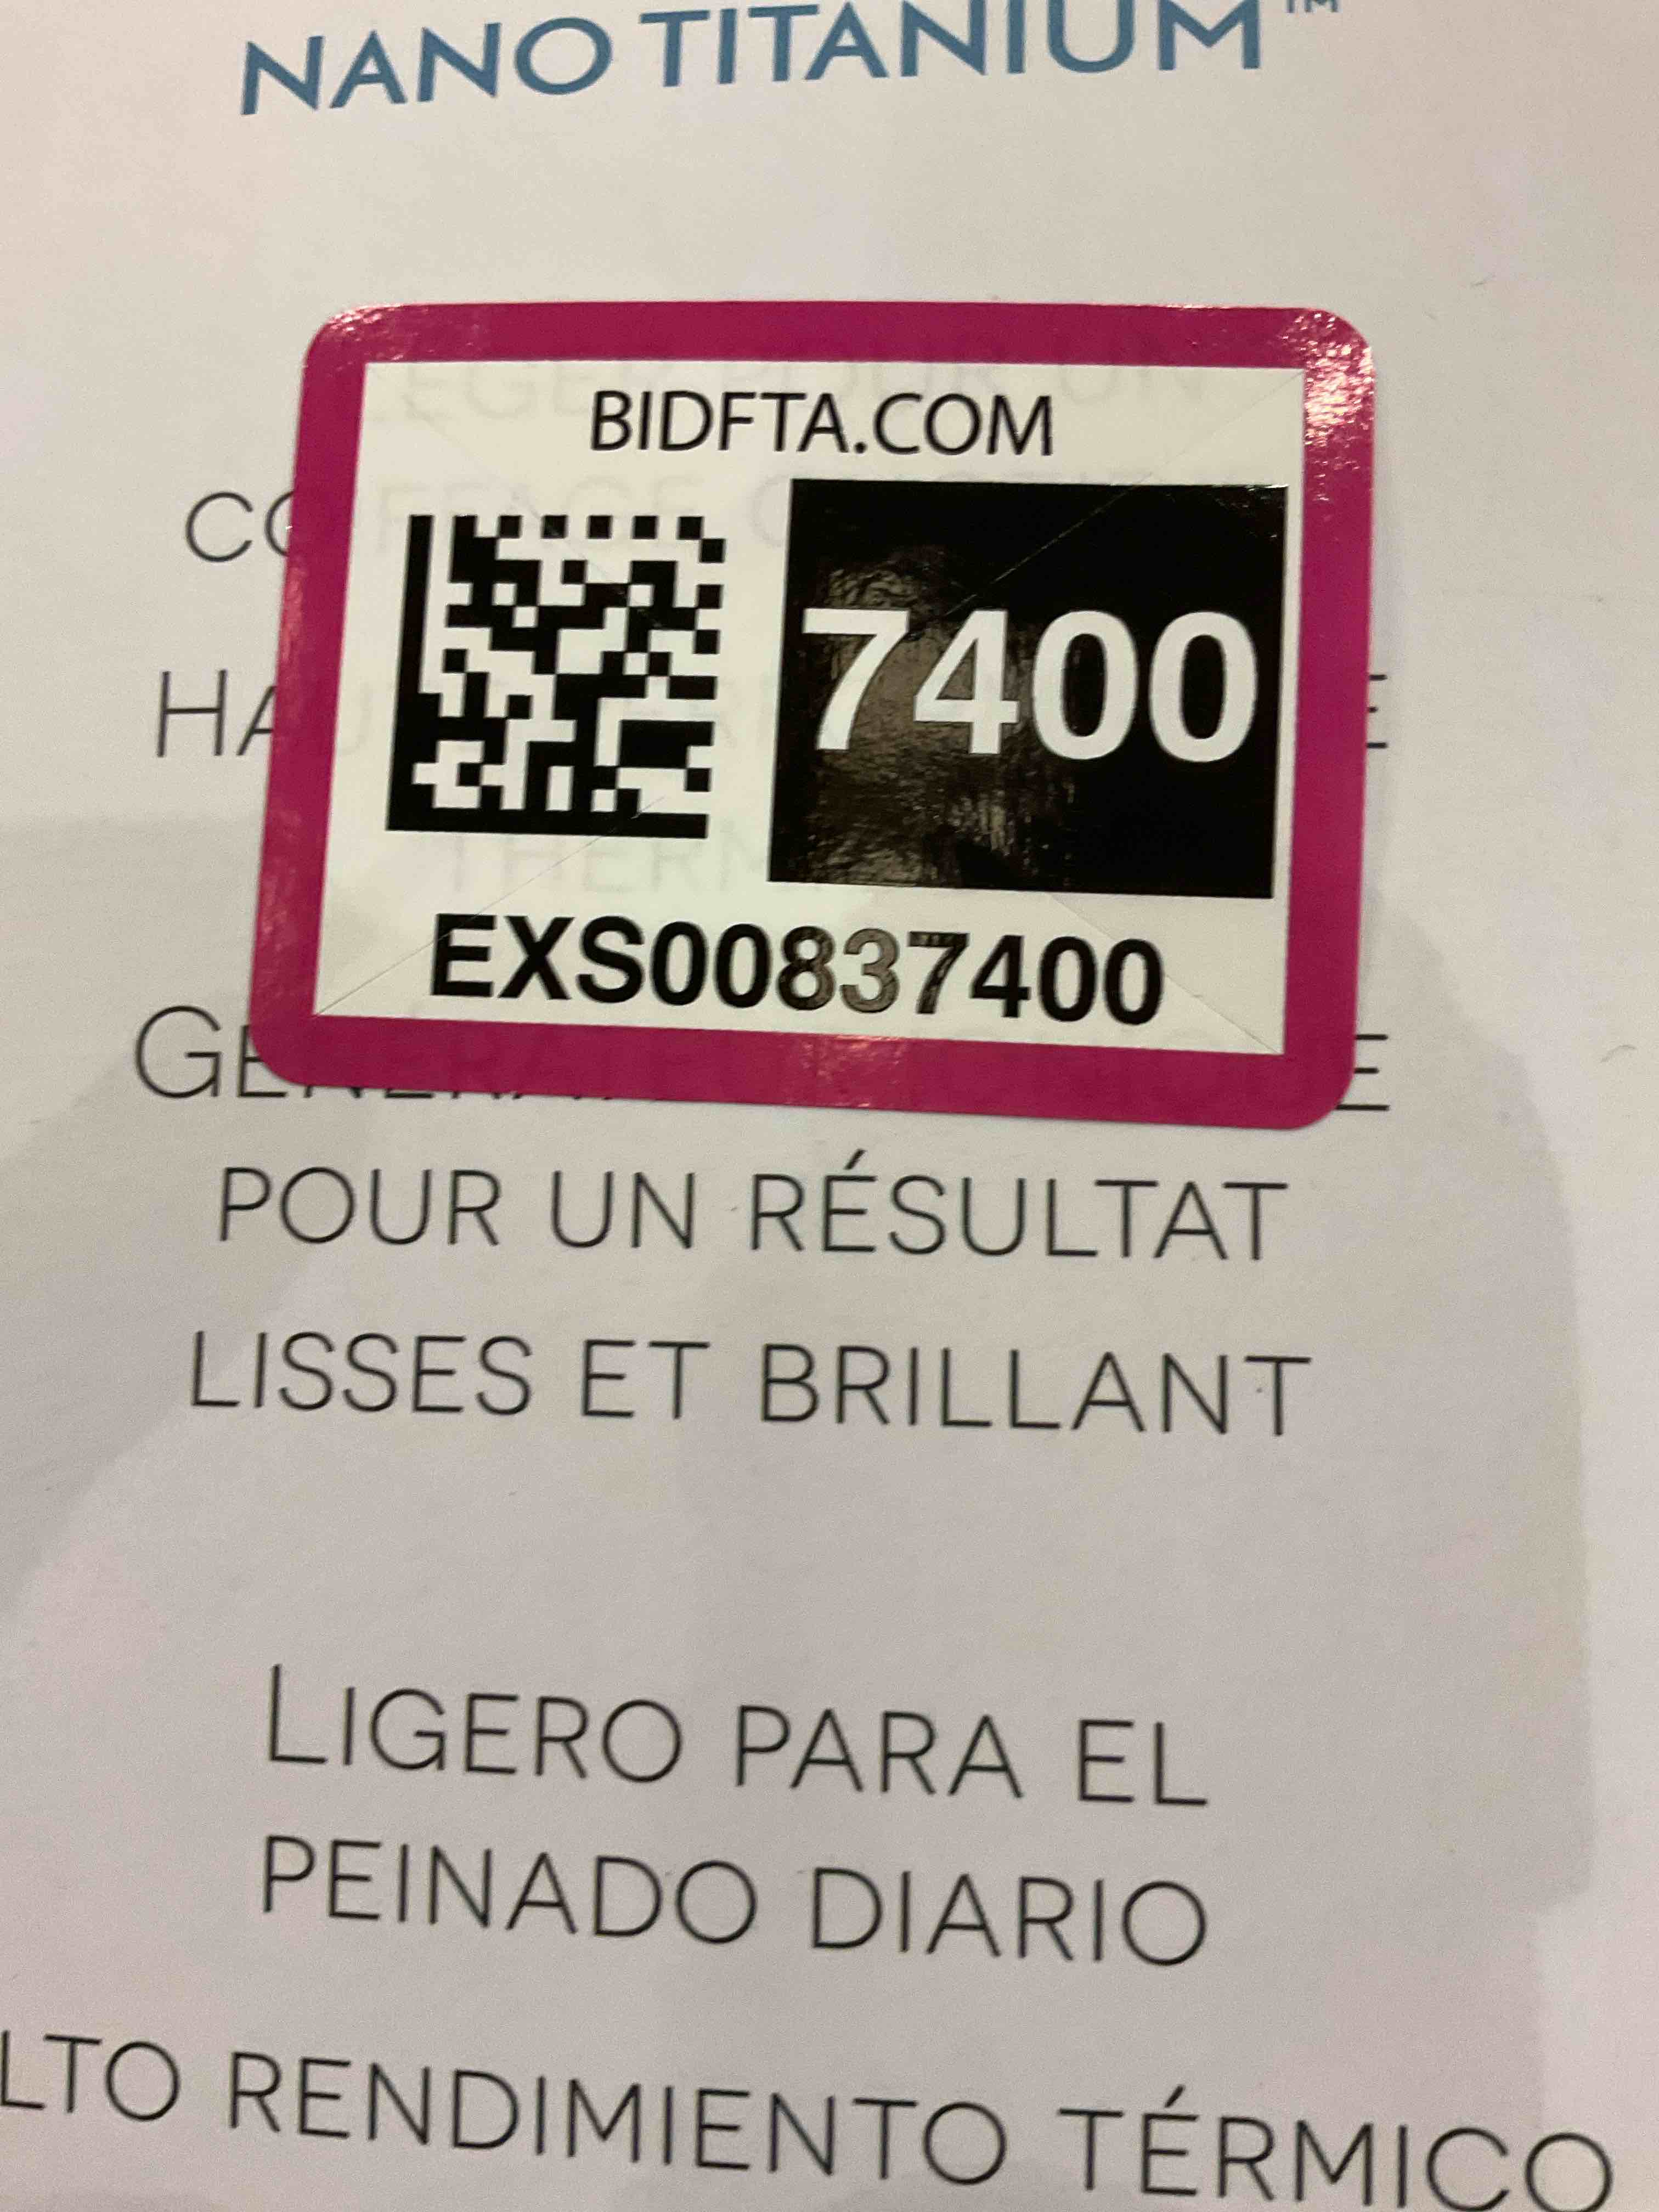 NANO TITANIUM™
BIDFTA.COM
7400
EXS00837400
POUR UN RÉSULTAT
LISSES ET BRILLANT
LIGERO PARA EL
PEINADO DIARIO
LTO RENDIMIENTO TÉRMICO